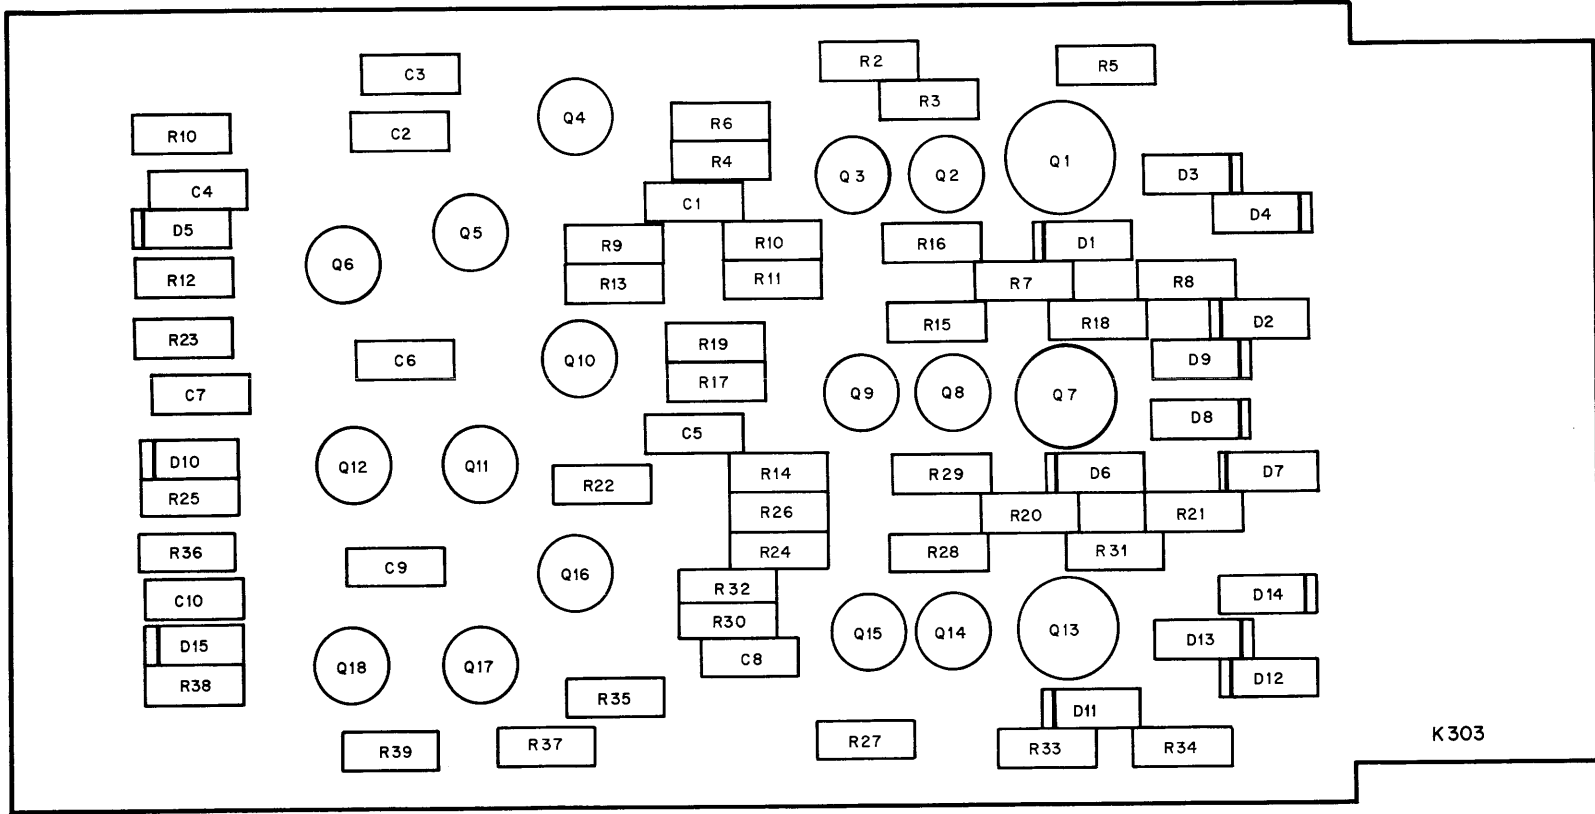 C3
R2
R5
R3
Q4
R6
R10
C2
R4
Q3
Q2
Q1
D3
C4
C1
D4
D5
Q5
R9
R10
R16
D1
Q6
R12
R13
R11
R7
R8
R23
R15
R18
D2
C6
Q10
R19
D9
C7
R17
Q9
Q8
Q7
D8
C5
D10
Q12
Q11
R22
R14
R29
D6
D7
R25
R26
R20
R21
R36
C9
Q16
R24
R28
R31
C10
R32
D14
R30
Q15
Q14
Q13
D15
Q18
Q17
C8
D13
R38
R35
D12
D11
R39
R37
R27
R33
R34
K303